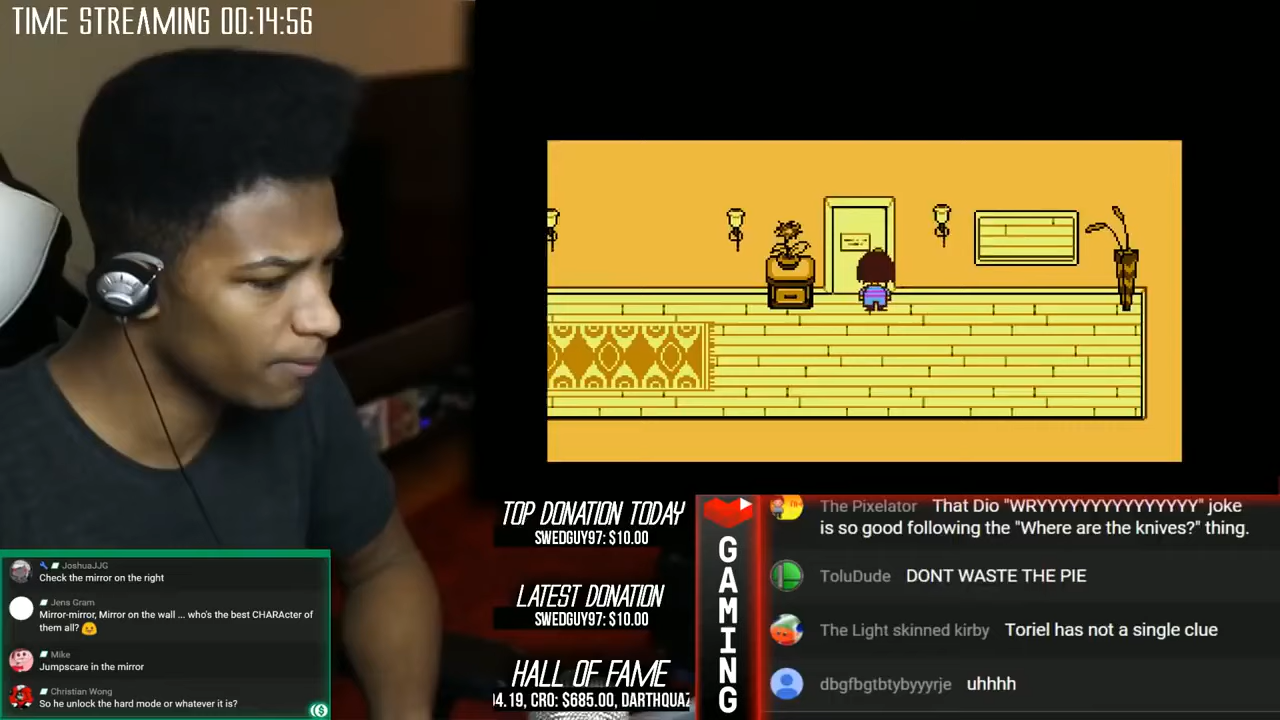 TIME STREAMING 00:14:56
TOP DONATION TODAY
SWEDGUY97: $10.00
LATEST DONATION
SWEDGUY97: $10.00
HALL OF FAME
04.19, CRO: $685.00, DARTHQUAZ
GAMING
The Pixelator That Dio "WRYYYYYYYYYYYYYYY" joke
is so good following the "Where are the knives?" thing.
ToluDude DONT WASTE THE PIE
The Light skinned kirby Toriel has not a single clue
dbgfbgtbtybyyyrje uhhhh
JoshuaJJG
Check the mirror on the right
Jens Gram
Mirror-mirror, Mirror on the wall ... who's the best CHARActer of
them all?
Mike
Jumpscare in the mirror
Christian Wong
So he unlock the hard mode or whatever it is?